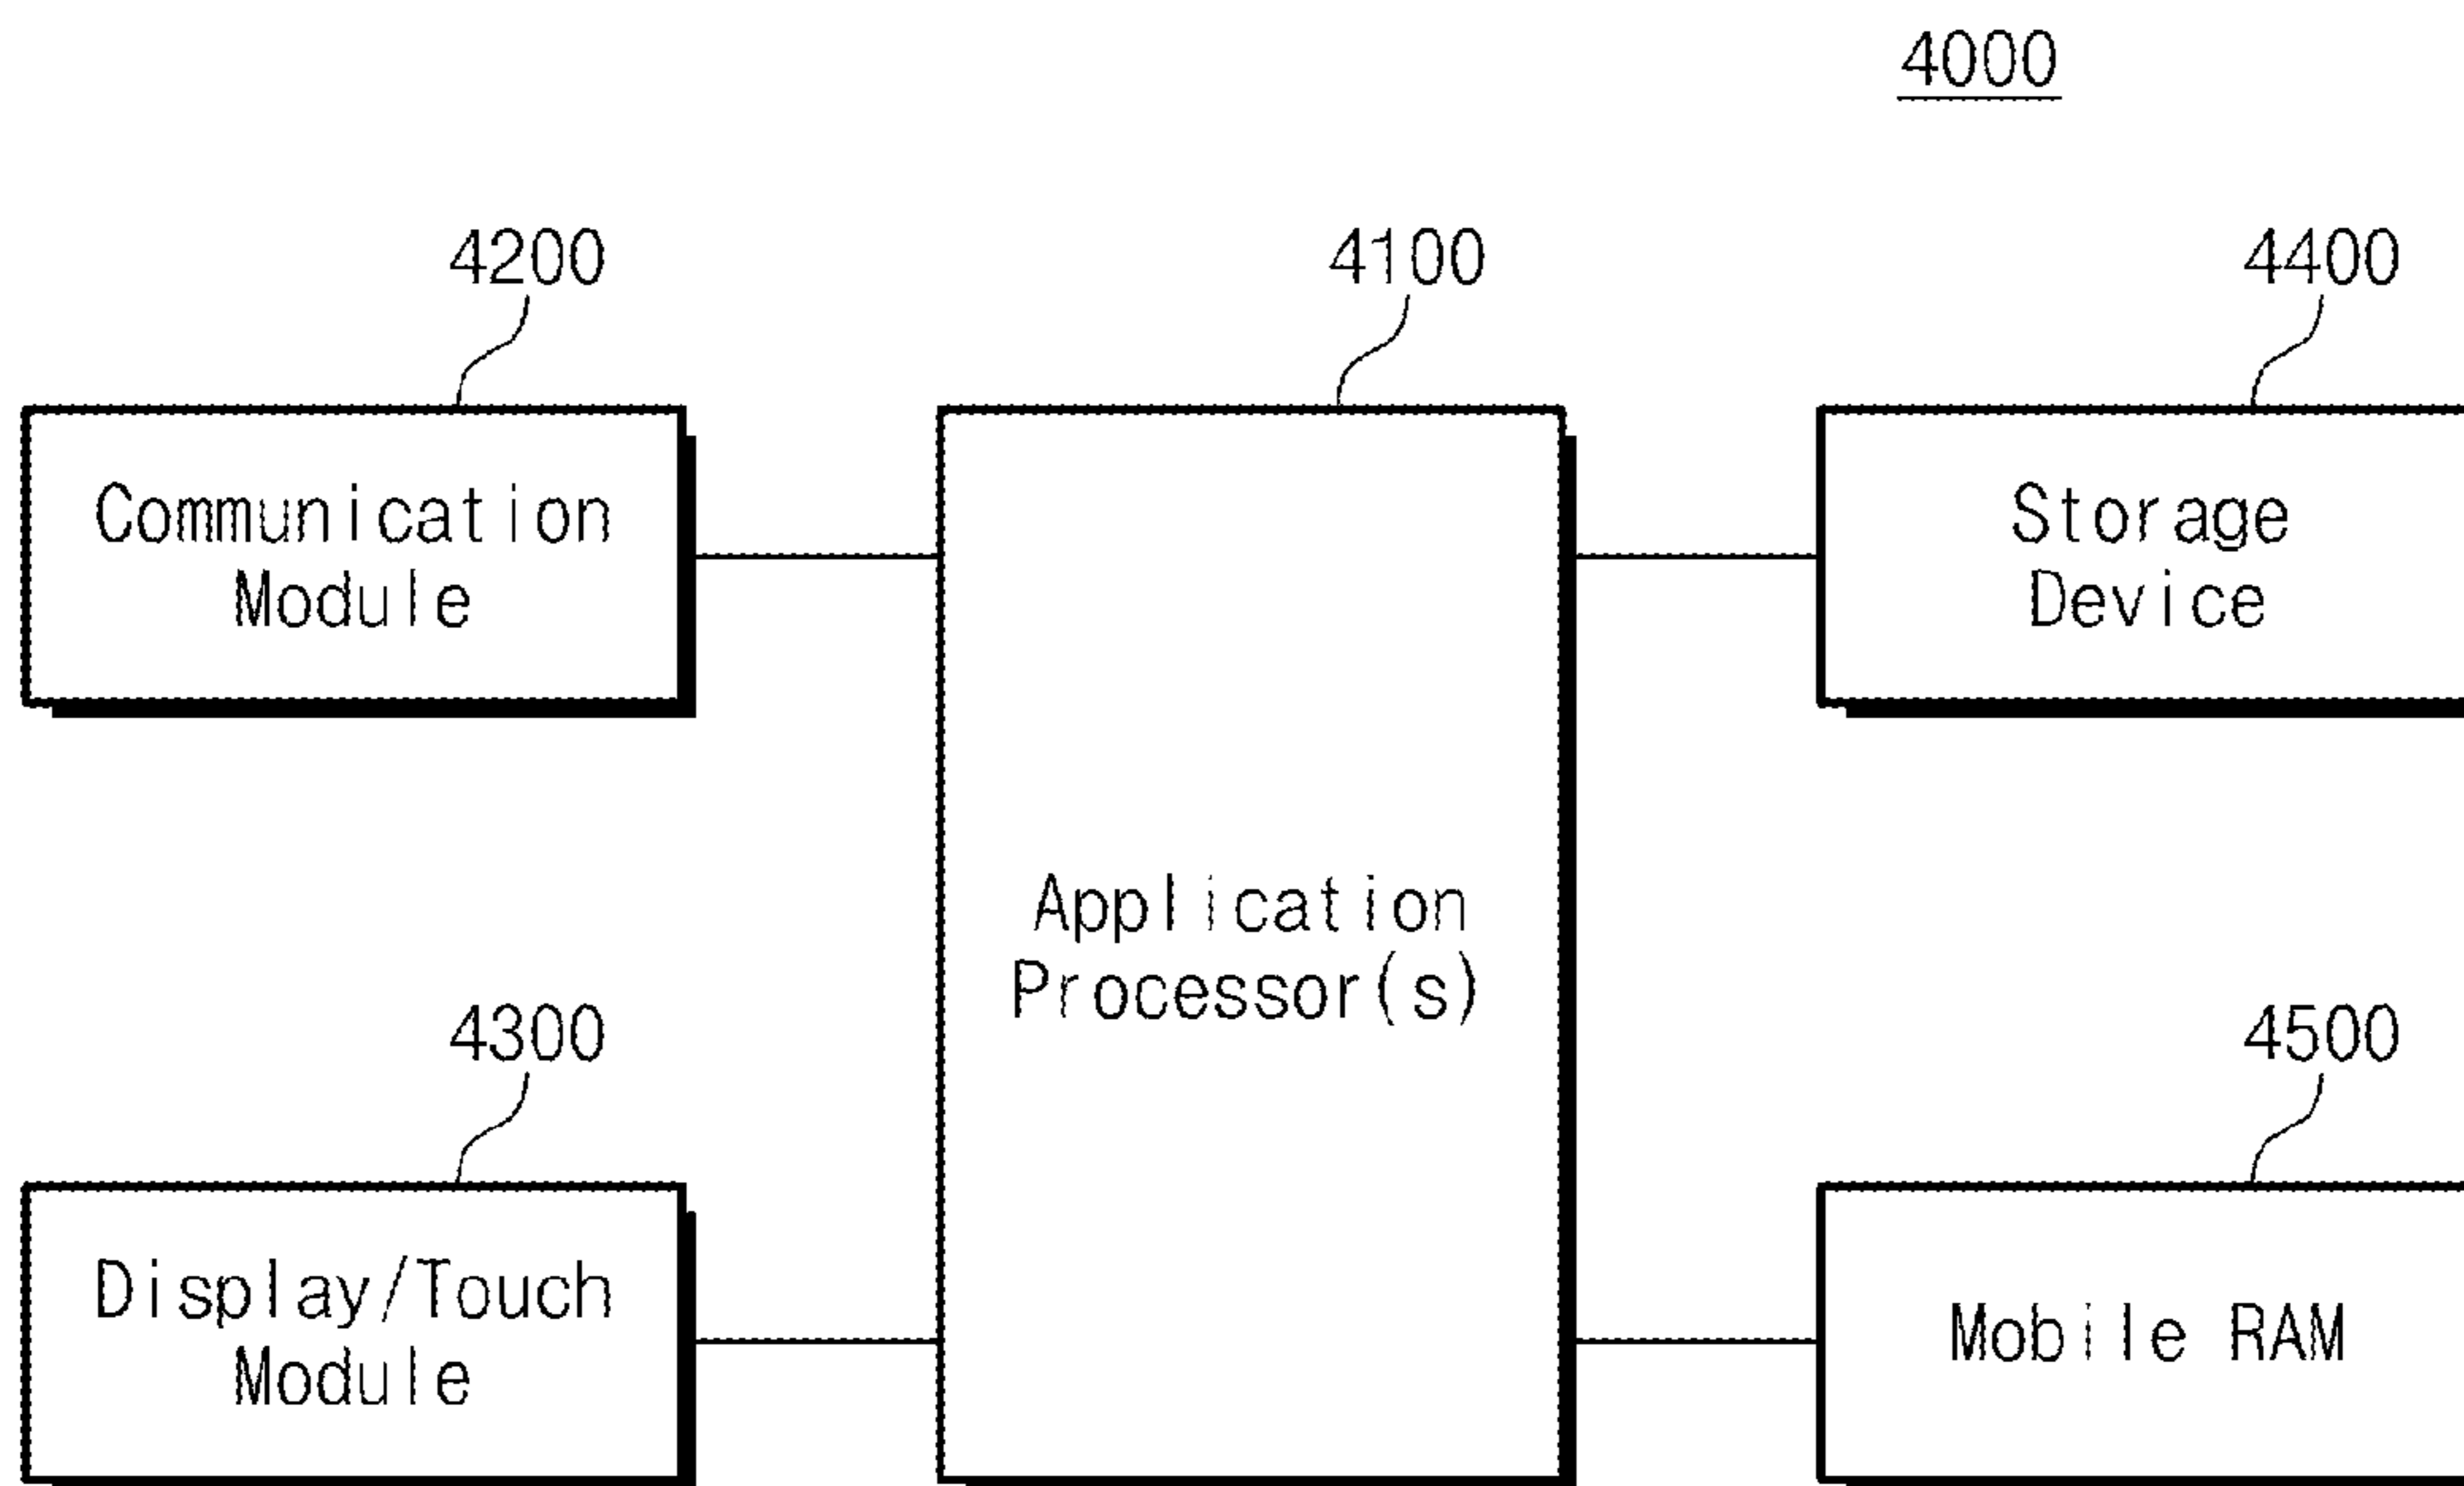 4000
4200
4100
4400
Communication
Module
Storage
Device
Application
Processor(s)
4300
4500
Display/Touch
Module
Mobile RAM